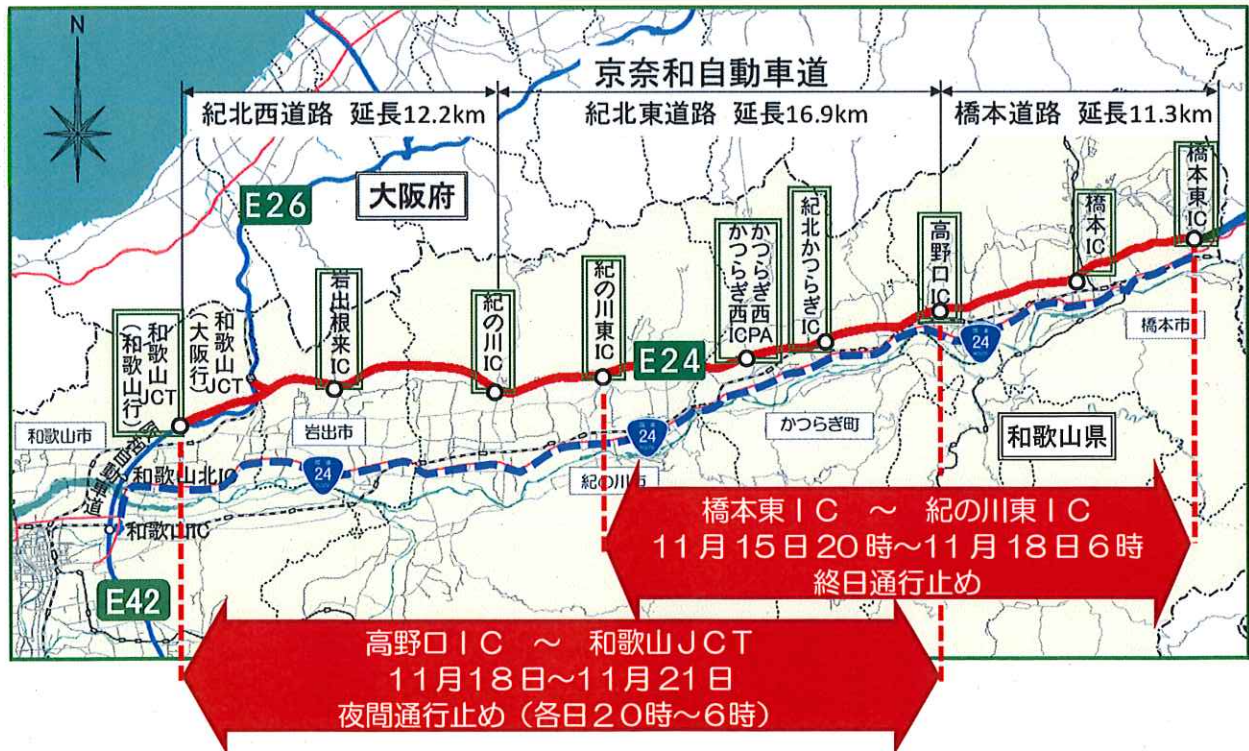 N
京奈和自動車道
紀北西道路 延長12.2km
紀北東道路 延長16.9km
橋本道路 延長11.3km
大阪府
E26
橋本東IC
橋本IC
高野口IC
紀北かつらぎIC
かつらぎ西PA
かつらぎ西IC
紀の川東IC
紀の川IC
岩出根来IC
和歌山JCT
(大阪行)
和歌山JCT
(和歌山行)
E24
24
橋本市
和歌山市
岩出市
かつらぎ町
和歌山県
阪和自動車道
和歌山北IC
24
24
紀の川市
和歌山IC
E42
橋本東IC ~ 紀の川東IC
11月15日20時~11月18日6時
終日通行止め
高野口IC ~ 和歌山JCT
11月18日~11月21日
夜間通行止め(各日20時~6時)